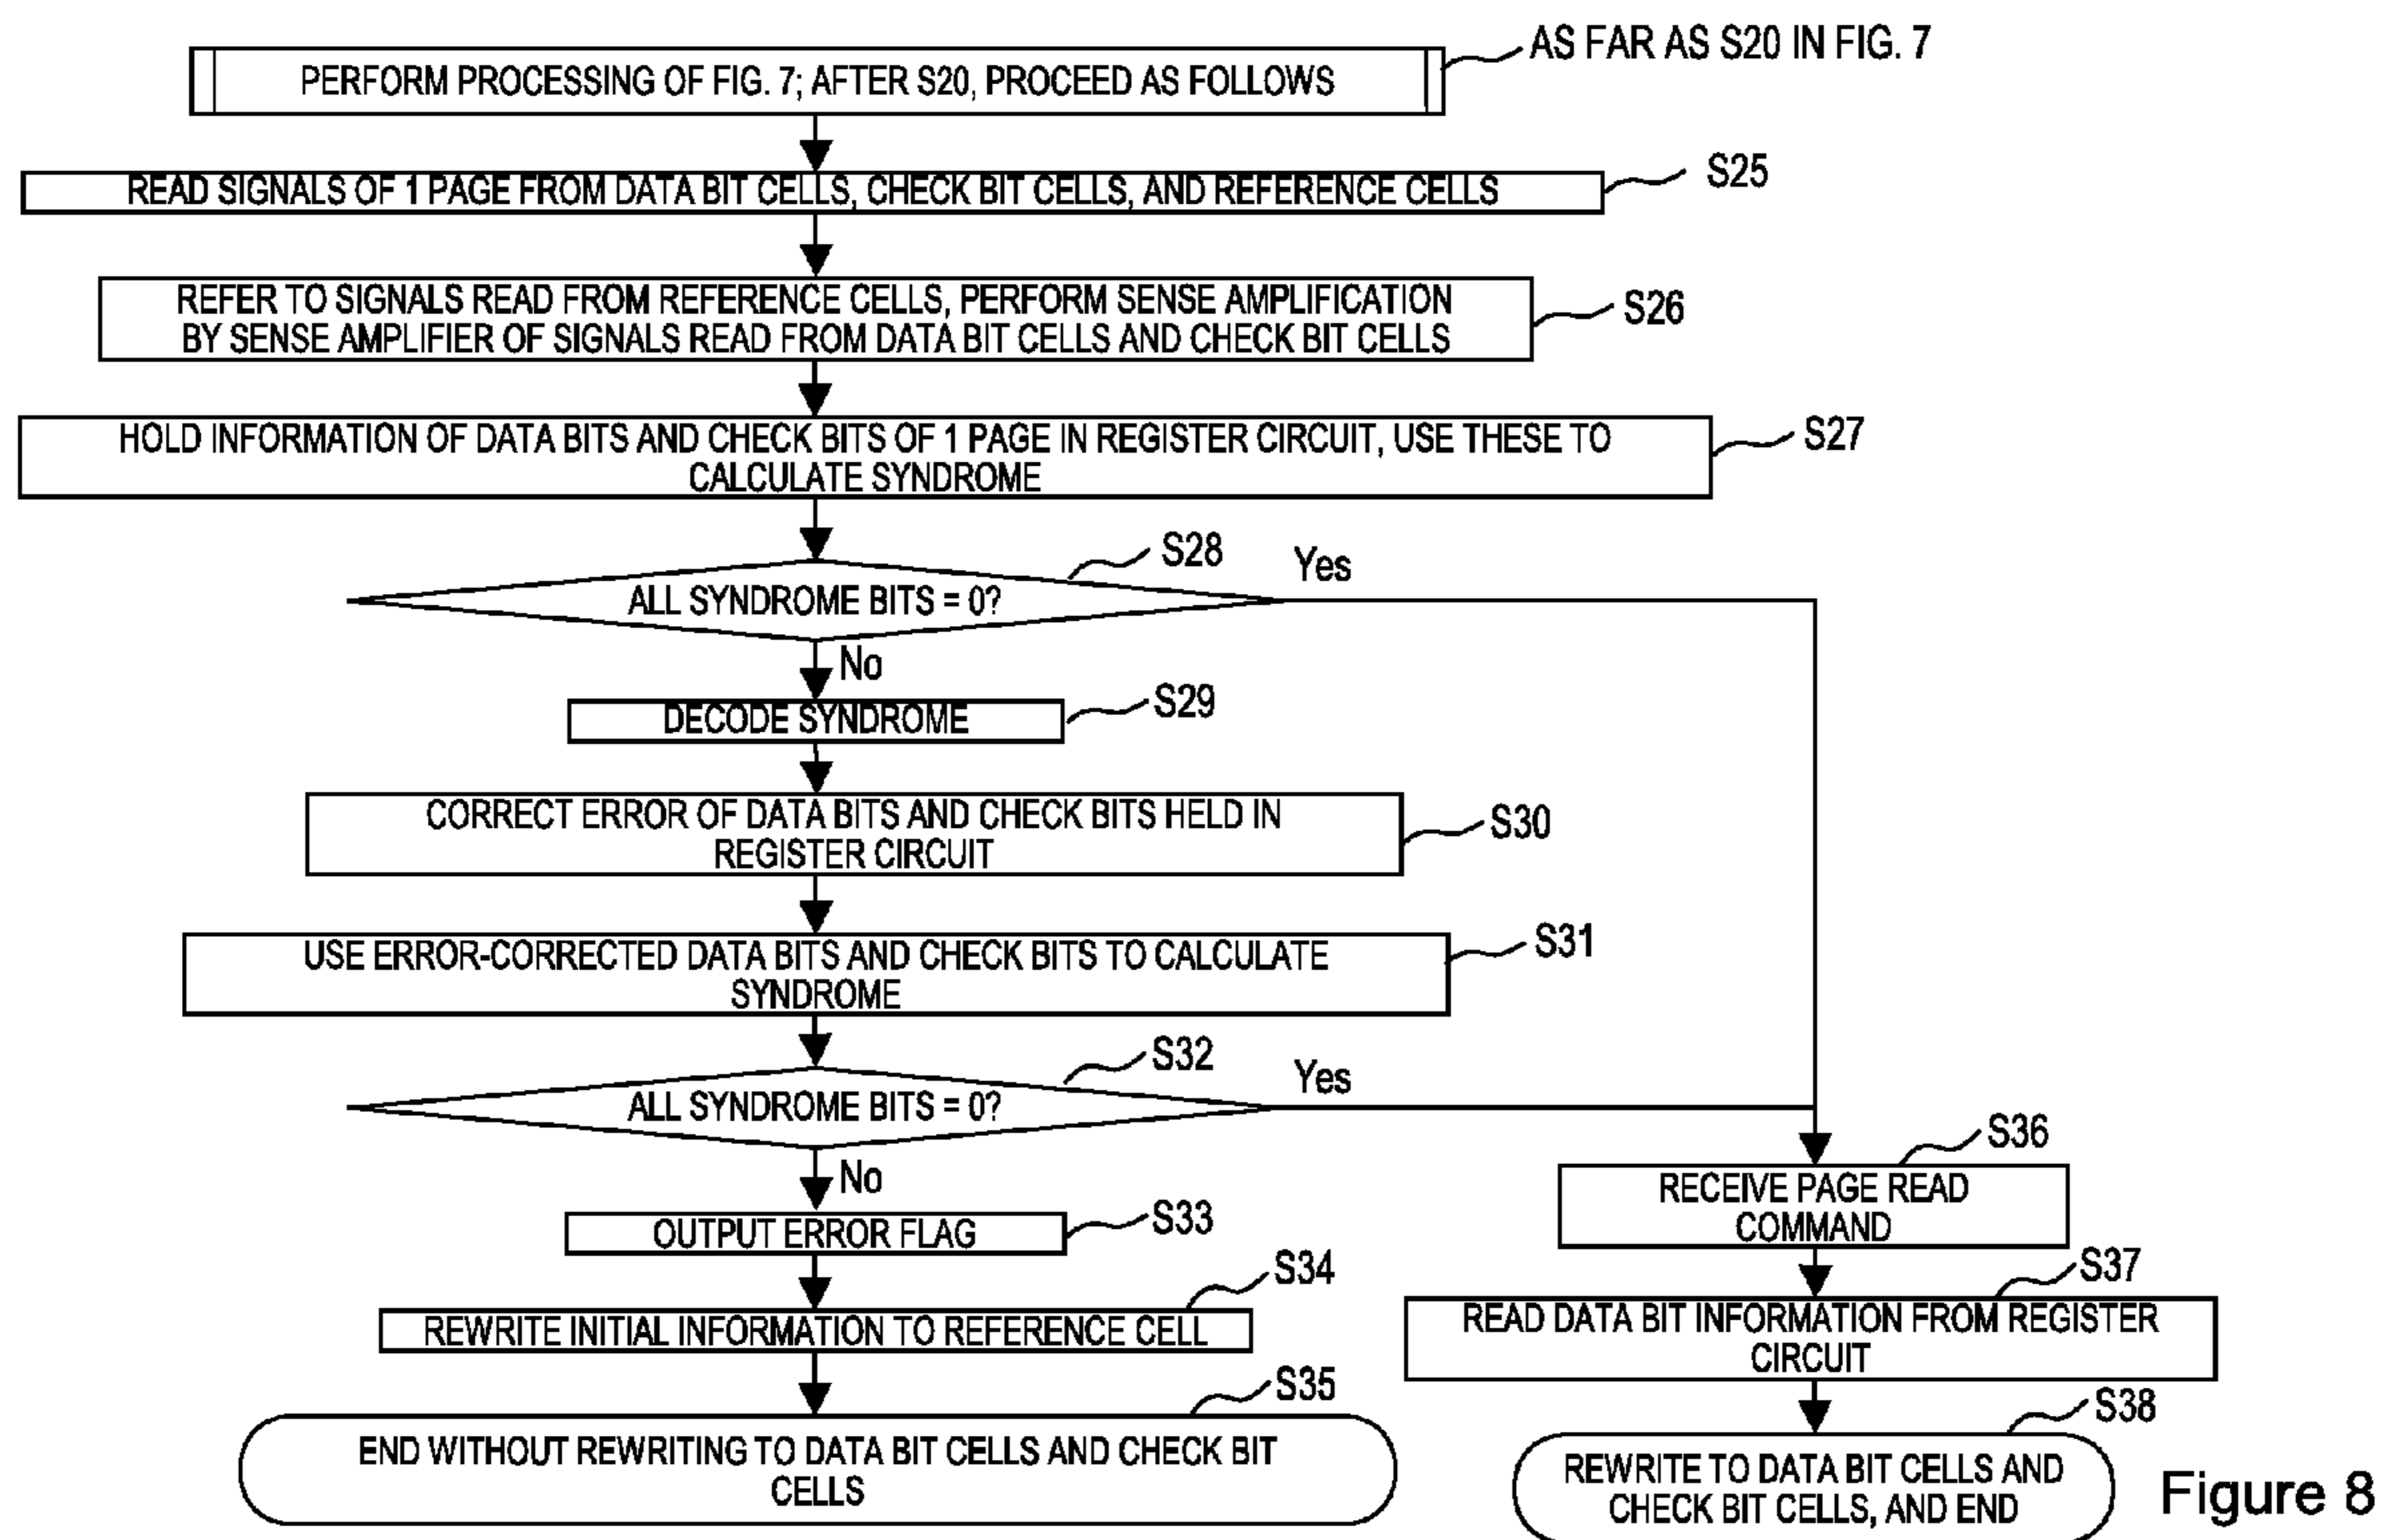 AS FAR AS S20 IN FIG. 7
PERFORM PROCESSING OF FIG. 7; AFTER S20, PROCEED AS FOLLOWS
S25
READ SIGNALS OF 1 PAGE FROM DATA BIT CELLS, CHECK BIT CELLS, AND REFERENCE CELLS
REFER TO SIGNALS READ FROM REFERENCE CELLS, PERFORM SENSE AMPLIFICATION
BY SENSE AMPLIFIER OF SIGNALS READ FROM DATA BIT CELLS AND CHECK BIT CELLS
S26
HOLD INFORMATION OF DATA BITS AND CHECK BITS OF 1 PAGE IN REGISTER CIRCUIT, USE THESE TO
CALCULATE SYNDROME
S27
S28
Yes
ALL SYNDROME BITS = 0?
No
S29
DECODE SYNDROME
CORRECT ERROR OF DATA BITS AND CHECK BITS HELD IN
REGISTER CIRCUIT
S30
USE ERROR-CORRECTED DATA BITS AND CHECK BITS TO CALCULATE
SYNDROME
S31
S32
Yes
ALL SYNDROME BITS = 0?
No
S33
OUTPUT ERROR FLAG
S34
REWRITE INITIAL INFORMATION TO REFERENCE CELL
S35
END WITHOUT REWRITING TO DATA BIT CELLS AND CHECK BIT
CELLS
S36
RECEIVE PAGE READ
COMMAND
S37
READ DATA BIT INFORMATION FROM REGISTER
CIRCUIT
S38
REWRITE TO DATA BIT CELLS AND
CHECK BIT CELLS, AND END
Figure 8